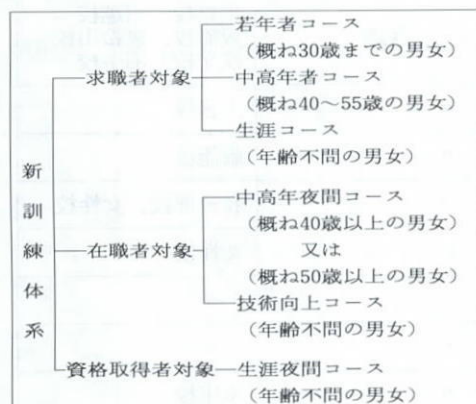 新訓練体系
求職者対象
若年者コース
(概ね30歳までの男女)
中高年者コース
(概ね40〜55歳の男女)
生涯コース
(年齢不問の男女)
在職者対象
中高年夜間コース
(概ね40歳以上の男女)
又は
(概ね50歳以上の男女)
技術向上コース
(年齢不問の男女)
資格取得者対象
生涯夜間コース
(年齢不問の男女)